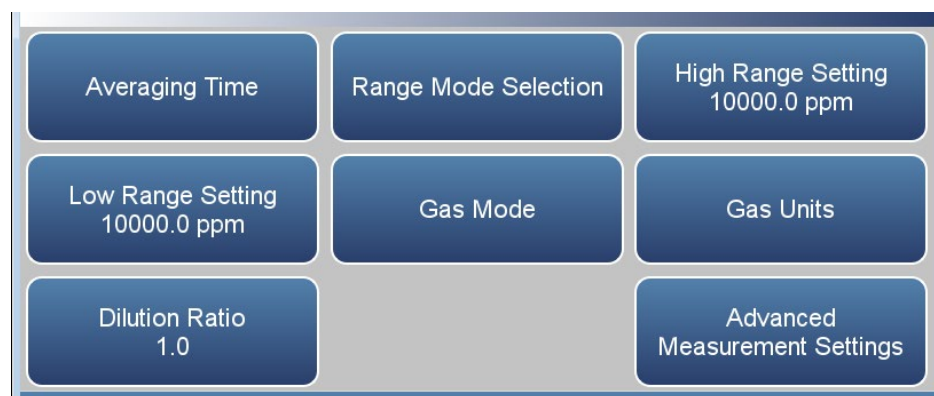 Averaging Time
Range Mode Selection
High Range Setting
10000.0 ppm
Low Range Setting
10000.0 ppm
Gas Mode
Gas Units
Dilution Ratio
1.0
Advanced
Measurement Settings